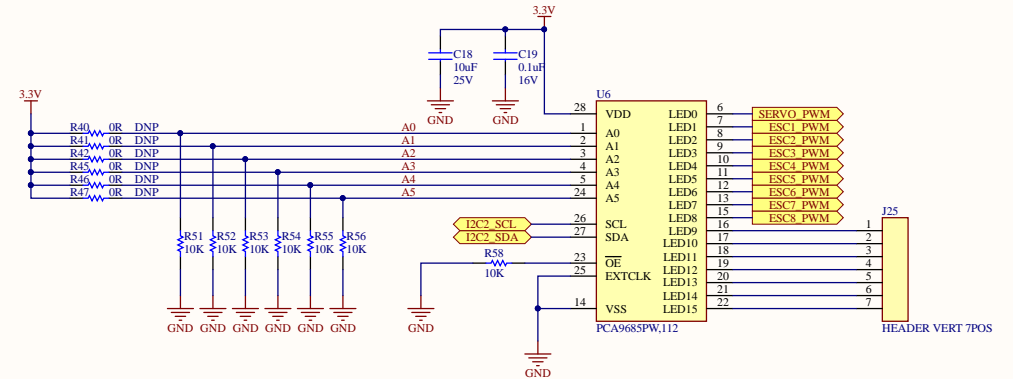 3.3V
C18
10uF
25V
C19
0.1uF
16V
GND
GND
3.3V
R40 0R DNP
R41 0R DNP
R42 0R DNP
R45 0R DNP
R46 0R DNP
R47 0R DNP
A0
A1
A2
A3
A4
A5
R51
10K
R52
10K
R53
10K
R54
10K
R55
10K
R56
10K
GND
GND
GND
GND
GND
GND
I2C2_SCL
I2C2_SDA
R58
10K
GND
U6
28 VDD
1 A0
2 A1
3 A2
4 A3
5 A4
24 A5
26 SCL
27 SDA
23 OE
25 EXTCLK
14 VSS
LED0 6 SERVO_PWM
LED1 7 ESC1_PWM
LED2 8 ESC2_PWM
LED3 9 ESC3_PWM
LED4 10 ESC4_PWM
LED5 11 ESC5_PWM
LED6 12 ESC6_PWM
LED7 13 ESC7_PWM
LED8 15 ESC8_PWM
LED9 16
LED10 17
LED11 18
LED12 19
LED13 20
LED14 21
LED15 22
PCA9685PW,112
GND
J25
1
2
3
4
5
6
7
HEADER VERT 7POS